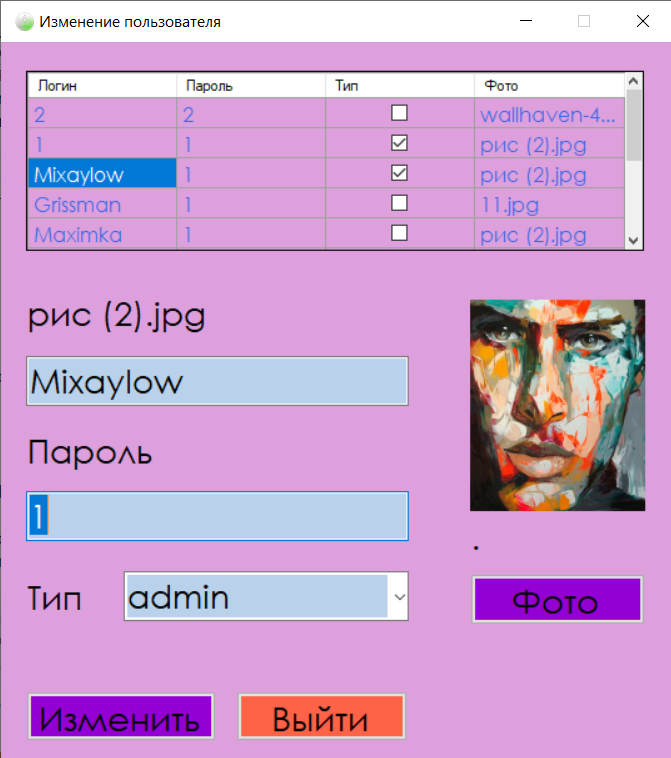 Изменение пользователя
Логин Пароль Тип Фото
2 2 wallhaven-4...
1 1 рис (2).jpg
Mixaylow 1 рис (2).jpg
Grissman 1 11.jpg
Maximka 1 рис (2).jpg
рис (2).jpg
Mixaylow
Пароль
1
.
Тип admin Фото
Изменить Выйти